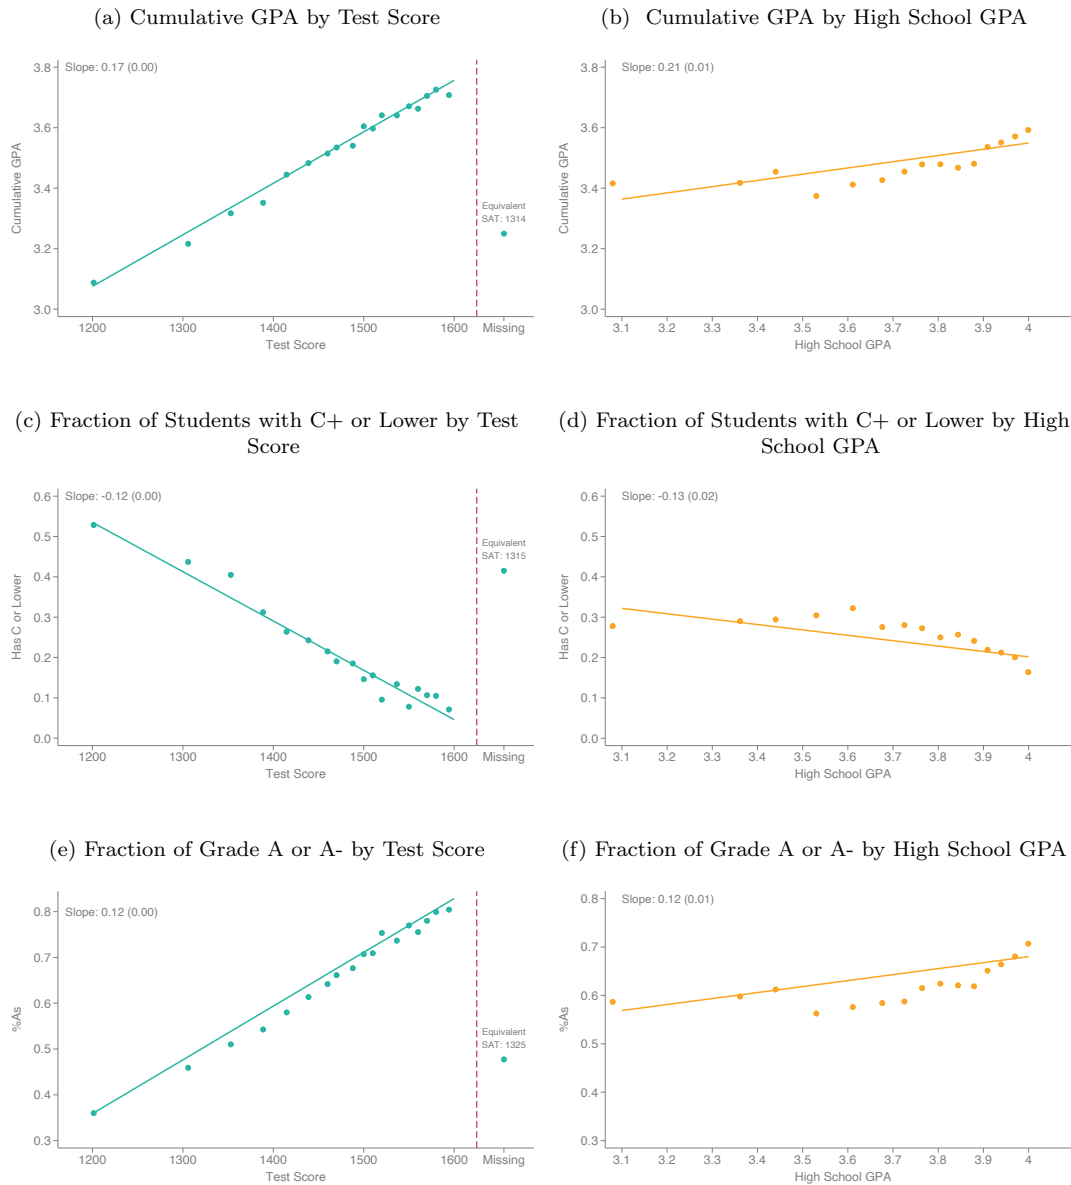 (a) Cumulative GPA by Test Score
Slope: 0.17 (0.00)
3.8
3.6
3.4
3.2
3.0
Cumulative GPA
Equivalent
SAT: 1314
1200 1300 1400 1500 1600 Missing
Test Score
(b) Cumulative GPA by High School GPA
Slope: 0.21 (0.01)
3.8
3.6
3.4
3.2
3.0
Cumulative GPA
3.1 3.2 3.3 3.4 3.5 3.6 3.7 3.8 3.9 4
High School GPA
(c) Fraction of Students with C+ or Lower by Test
Score
Slope: -0.12 (0.00)
0.6
0.5
0.4
0.3
0.2
0.1
0.0
Has C or Lower
Equivalent
SAT: 1315
1200 1300 1400 1500 1600 Missing
Test Score
(d) Fraction of Students with C+ or Lower by High
School GPA
Slope: -0.13 (0.02)
0.6
0.5
0.4
0.3
0.2
0.1
0.0
Has C or Lower
3.1 3.2 3.3 3.4 3.5 3.6 3.7 3.8 3.9 4
High School GPA
(e) Fraction of Grade A or A- by Test Score
Slope: 0.12 (0.00)
0.8
0.7
0.6
0.5
0.4
0.3
%As
Equivalent
SAT: 1325
1200 1300 1400 1500 1600 Missing
Test Score
(f) Fraction of Grade A or A- by High School GPA
Slope: 0.12 (0.01)
0.8
0.7
0.6
0.5
0.4
0.3
%As
3.1 3.2 3.3 3.4 3.5 3.6 3.7 3.8 3.9 4
High School GPA